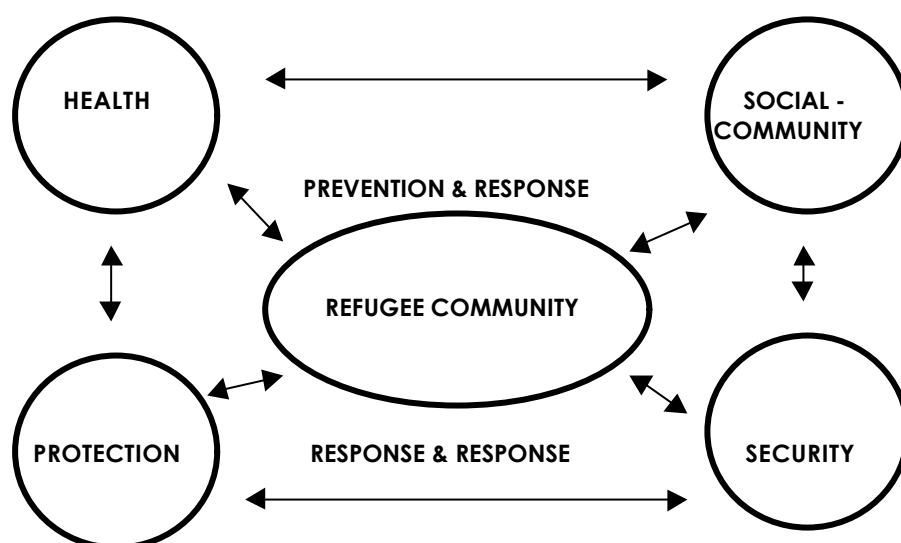 HEALTH
SOCIAL -
COMMUNITY
PREVENTION & RESPONSE
REFUGEE COMMUNITY
PROTECTION
RESPONSE & RESPONSE
SECURITY